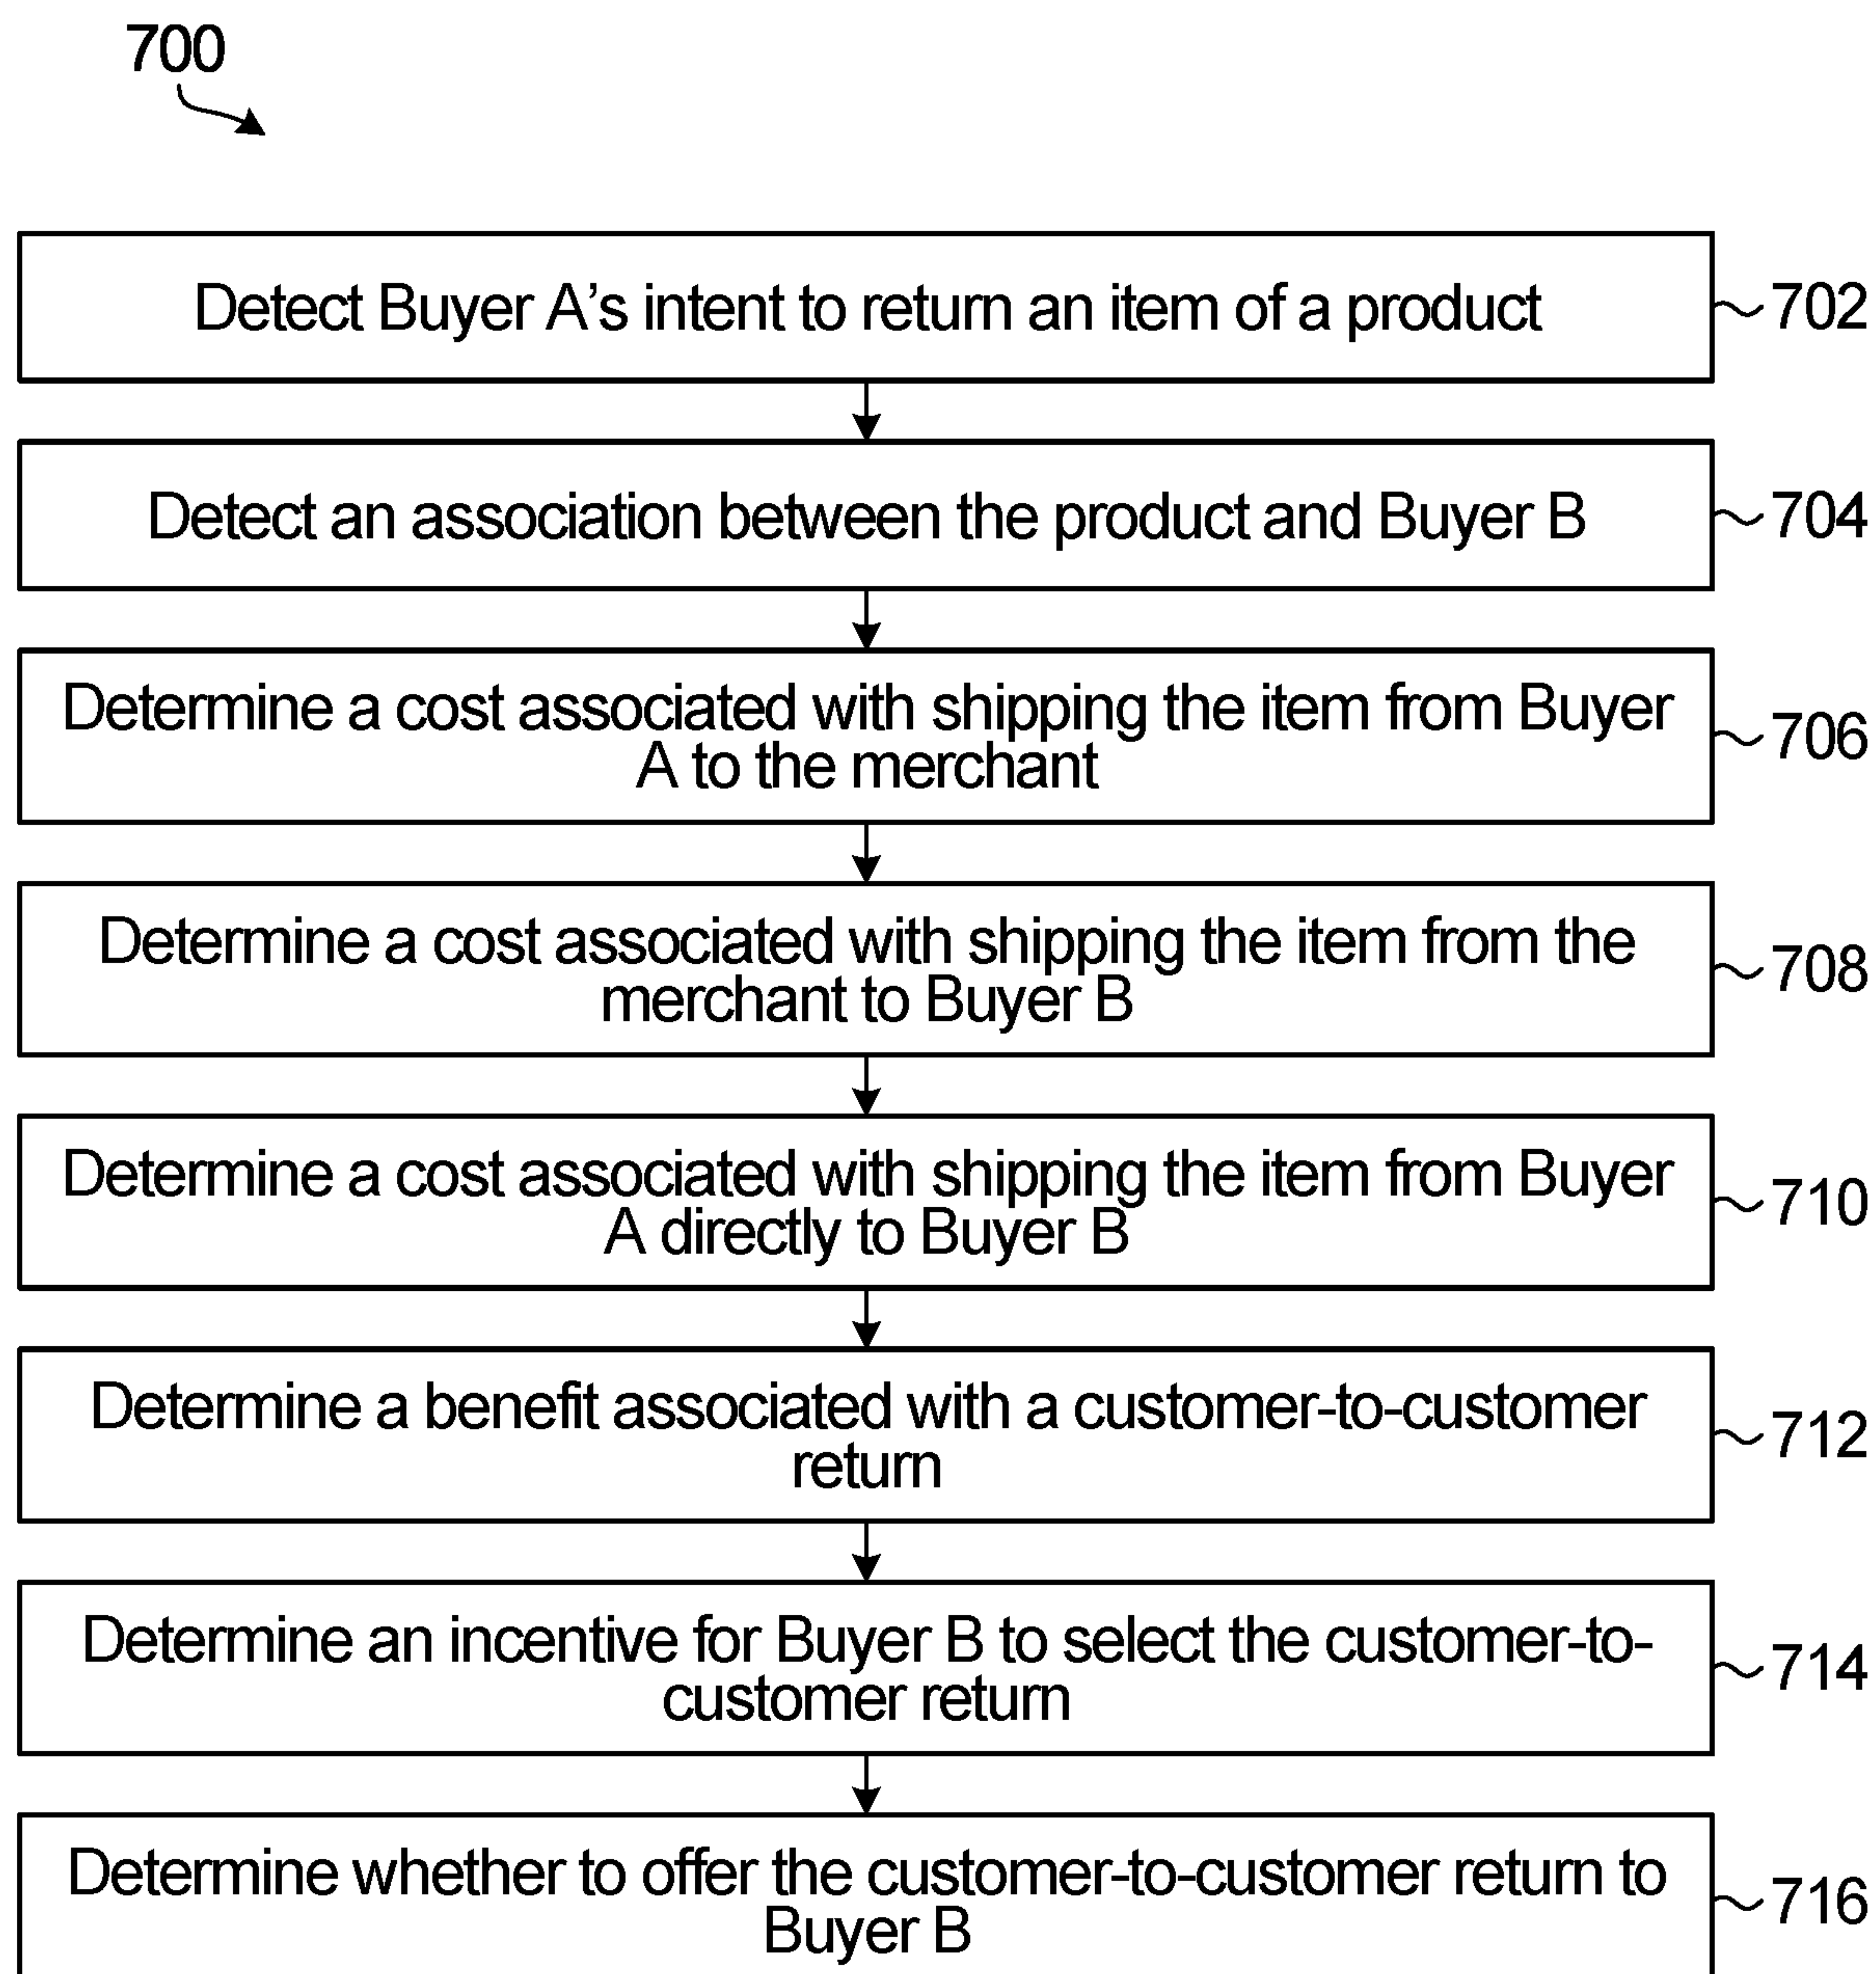 700
Detect Buyer A's intent to return an item of a product
702
Detect an association between the product and Buyer B
704
Determine a cost associated with shipping the item from Buyer
A to the merchant
706
Determine a cost associated with shipping the item from the
merchant to Buyer B
708
Determine a cost associated with shipping the item from Buyer
A directly to Buyer B
710
Determine a benefit associated with a customer-to-customer
return
712
Determine an incentive for Buyer B to select the customer-to-
customer return
714
Determine whether to offer the customer-to-customer return to
Buyer B
716